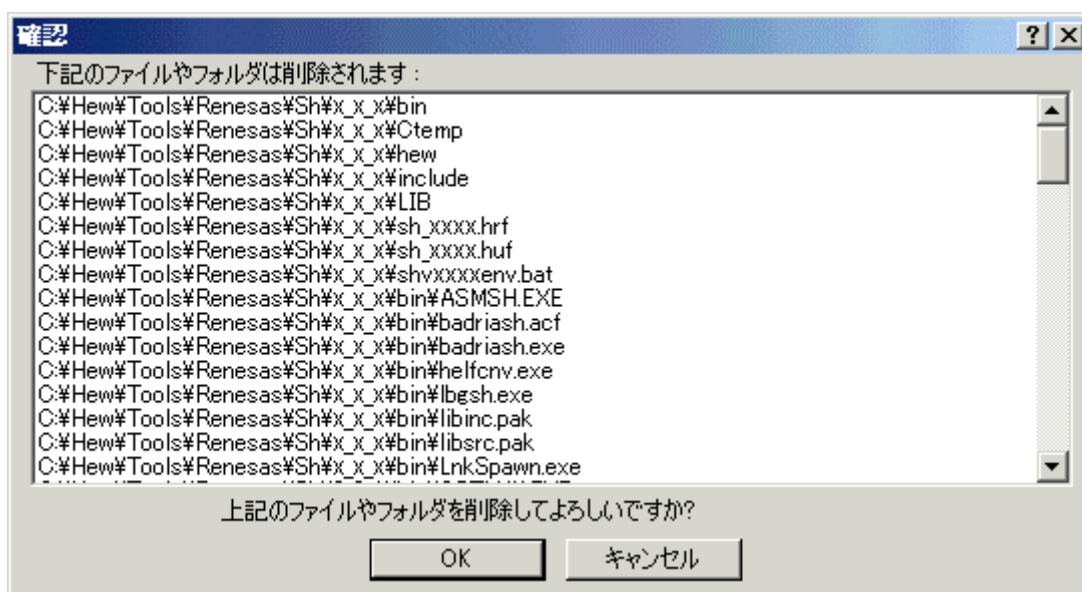 確認
下記のファイルやフォルダは削除されます：
C:¥Hew¥Tools¥Renesas¥Sh¥x_x_x¥bin
C:¥Hew¥Tools¥Renesas¥Sh¥x_x_x¥Ctemp
C:¥Hew¥Tools¥Renesas¥Sh¥x_x_x¥hew
C:¥Hew¥Tools¥Renesas¥Sh¥x_x_x¥include
C:¥Hew¥Tools¥Renesas¥Sh¥x_x_x¥LIB
C:¥Hew¥Tools¥Renesas¥Sh¥x_x_x¥sh_xxxx.hrf
C:¥Hew¥Tools¥Renesas¥Sh¥x_x_x¥sh_xxxx.huf
C:¥Hew¥Tools¥Renesas¥Sh¥x_x_x¥shvxxxxenv.bat
C:¥Hew¥Tools¥Renesas¥Sh¥x_x_x¥bin¥ASMSH.EXE
C:¥Hew¥Tools¥Renesas¥Sh¥x_x_x¥bin¥badriash.acf
C:¥Hew¥Tools¥Renesas¥Sh¥x_x_x¥bin¥badriash.exe
C:¥Hew¥Tools¥Renesas¥Sh¥x_x_x¥bin¥helfcnv.exe
C:¥Hew¥Tools¥Renesas¥Sh¥x_x_x¥bin¥lbgsh.exe
C:¥Hew¥Tools¥Renesas¥Sh¥x_x_x¥bin¥libinc.pak
C:¥Hew¥Tools¥Renesas¥Sh¥x_x_x¥bin¥libsrc.pak
C:¥Hew¥Tools¥Renesas¥Sh¥x_x_x¥bin¥LnkSpawn.exe
上記のファイルやフォルダを削除してよろしいですか?
OK キャンセル